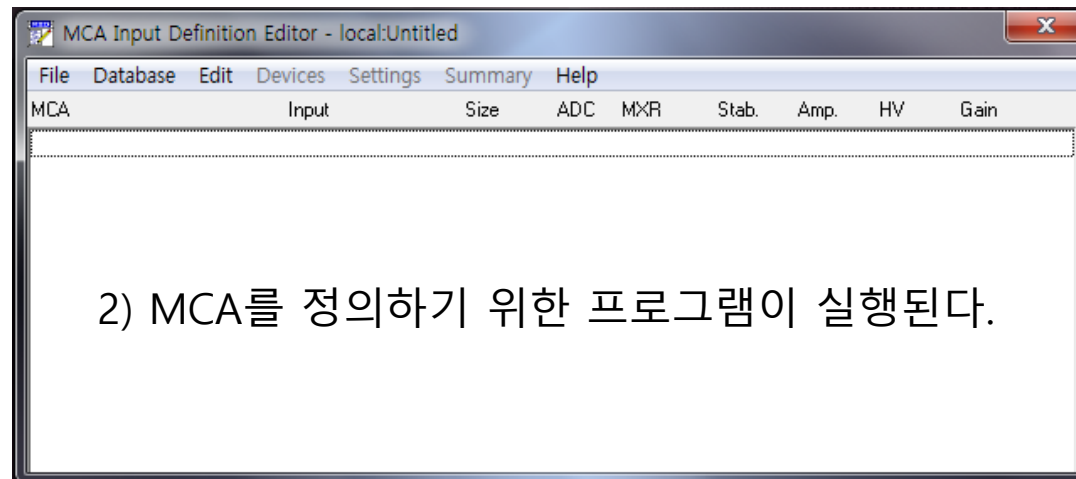 MCA Input Definition Editor - local:Untitled
File Database Edit Devices Settings Summary Help
MCA Input Size ADC MXR Stab. Amp. HV Gain
2) MCA를 정의하기 위한 프로그램이 실행된다.